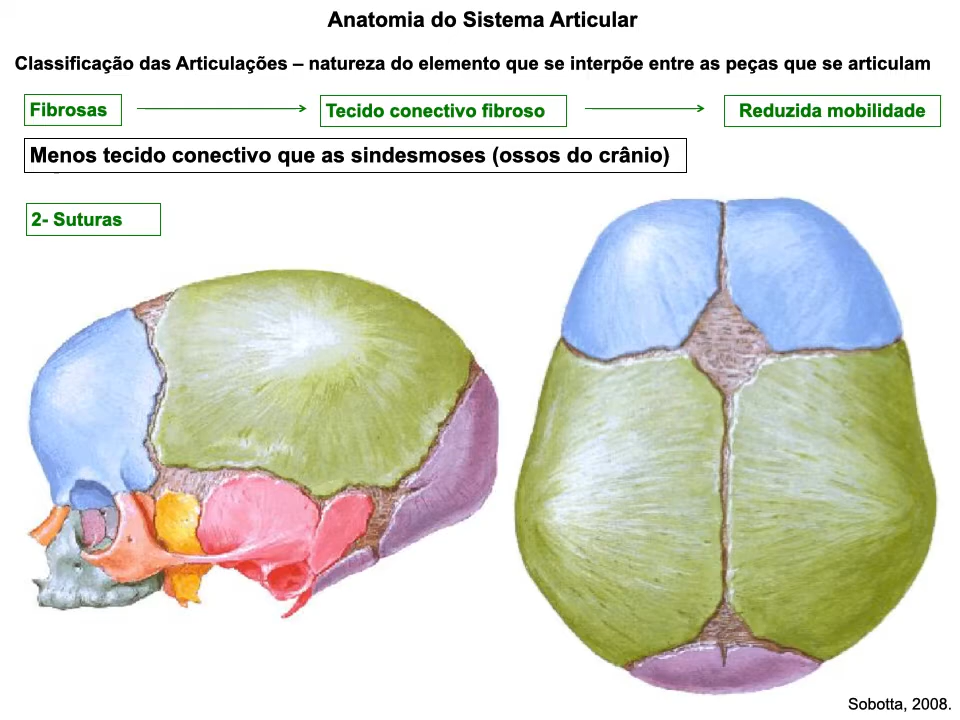 Anatomia do Sistema Articular
Classificação das Articulações – natureza do elemento que se interpõe entre as peças que se articulam
Fibrosas
Tecido conectivo fibroso
Reduzida mobilidade
Menos tecido conectivo que as sindesmoses (ossos do crânio)
2- Suturas
Sobotta, 2008.